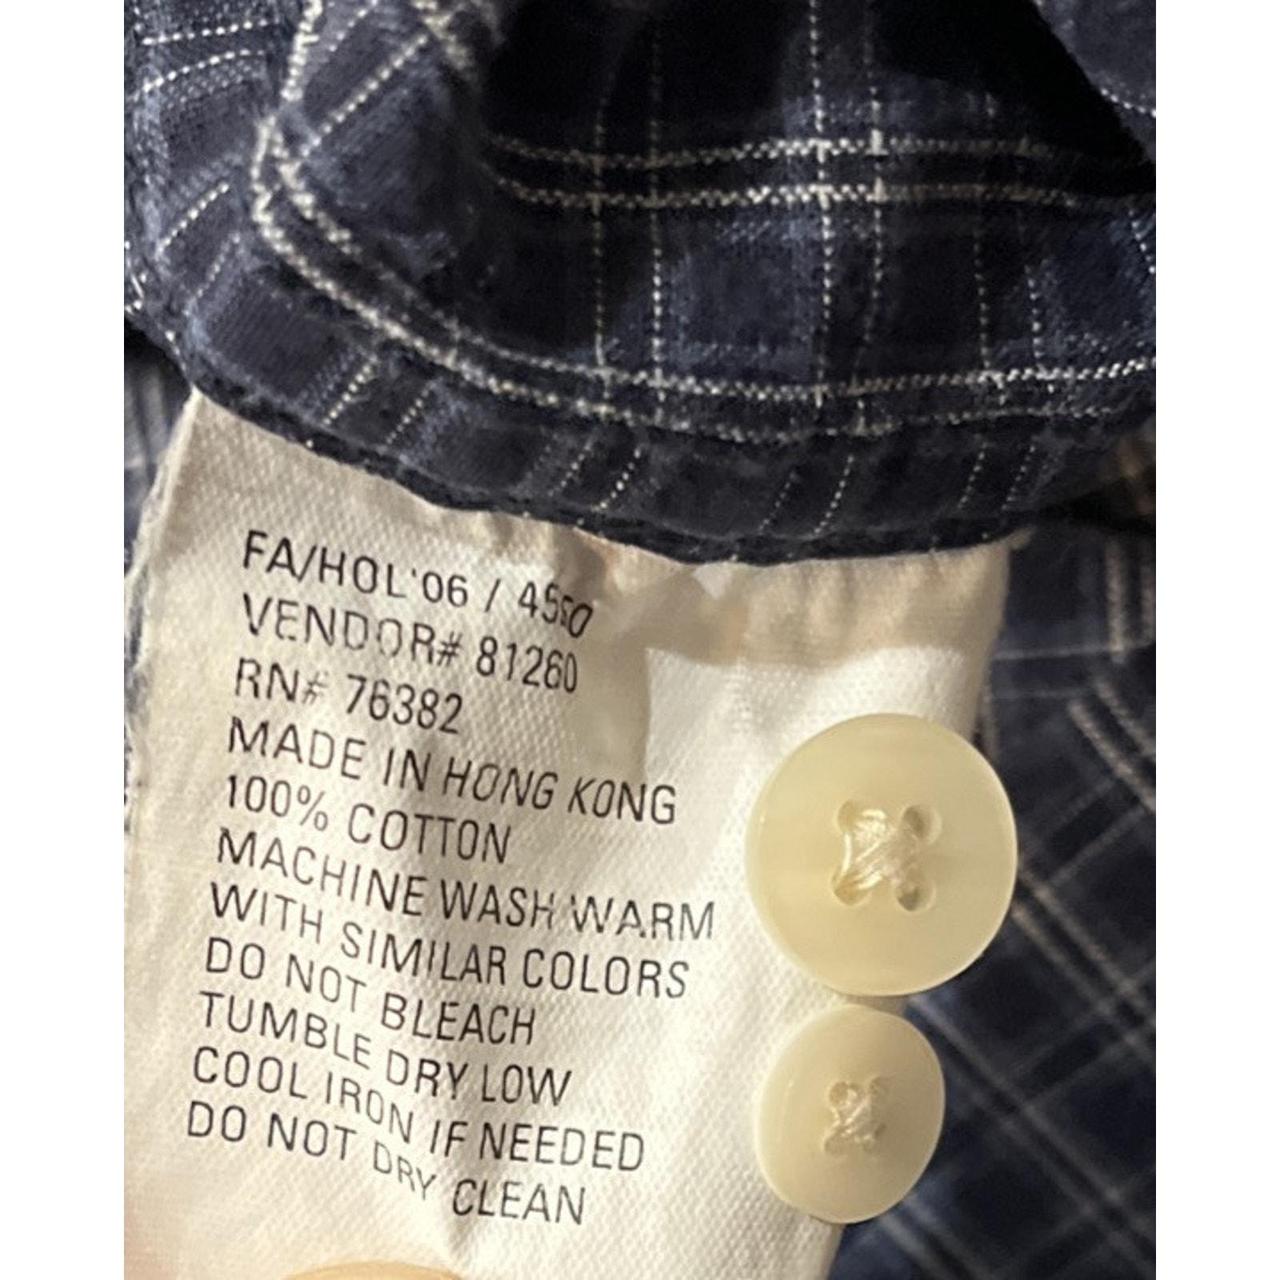 FA/HOL'06 / 4550
VENDOR# 81260
RN# 76382
MADE IN HONG KONG
100% COTTON
MACHINE WASH WARM
WITH SIMILAR COLORS
DO NOT BLEACH
TUMBLE DRY LOW
COOL IRON IF NEEDED
DO NOT DRY CLEAN